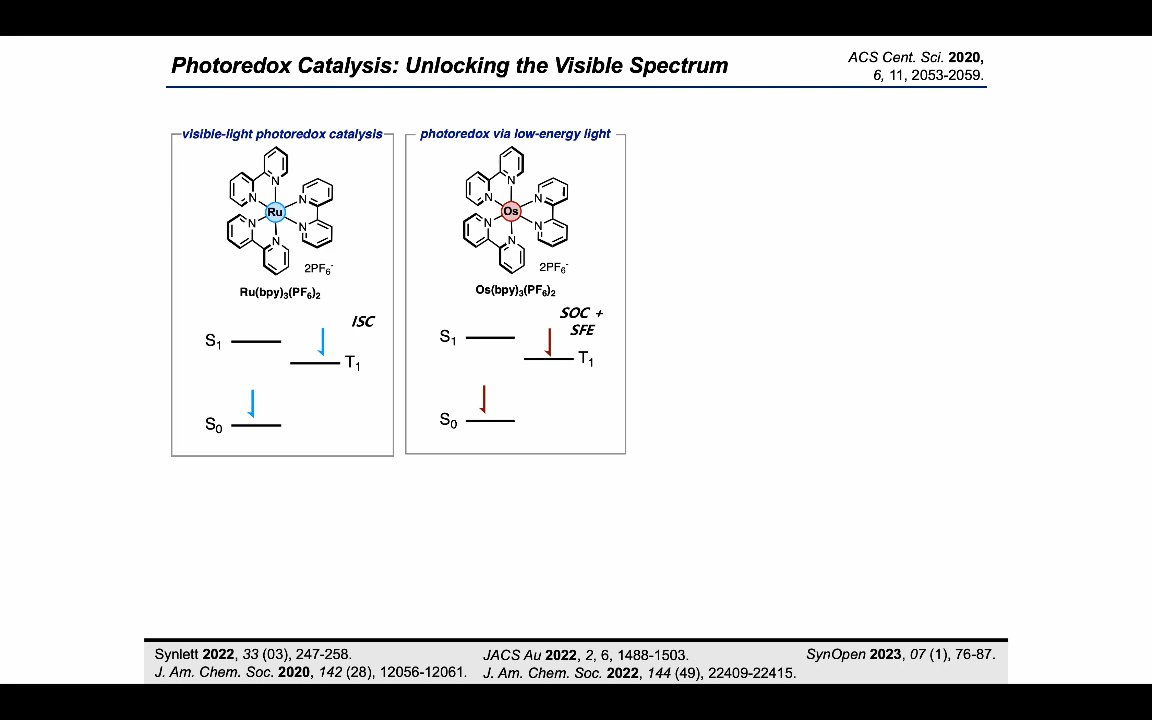 Photoredox Catalysis: Unlocking the Visible Spectrum
ACS Cent. Sci. 2020,
6, 11, 2053-2059.
visible-light photoredox catalysis
N
N
N
N
N
N
Ru
2PF6-
Ru(bpy)3(PF6)2
ISC
S1
T1
S0
photoredox via low-energy light
N
N
N
N
N
N
Os
2PF6-
Os(bpy)3(PF6)2
SOC +
SFE
S1
T1
S0
Synlett 2022, 33 (03), 247-258.
J. Am. Chem. Soc. 2020, 142 (28), 12056-12061.
JACS Au 2022, 2, 6, 1488-1503.
J. Am. Chem. Soc. 2022, 144 (49), 22409-22415.
SynOpen 2023, 07 (1), 76-87.